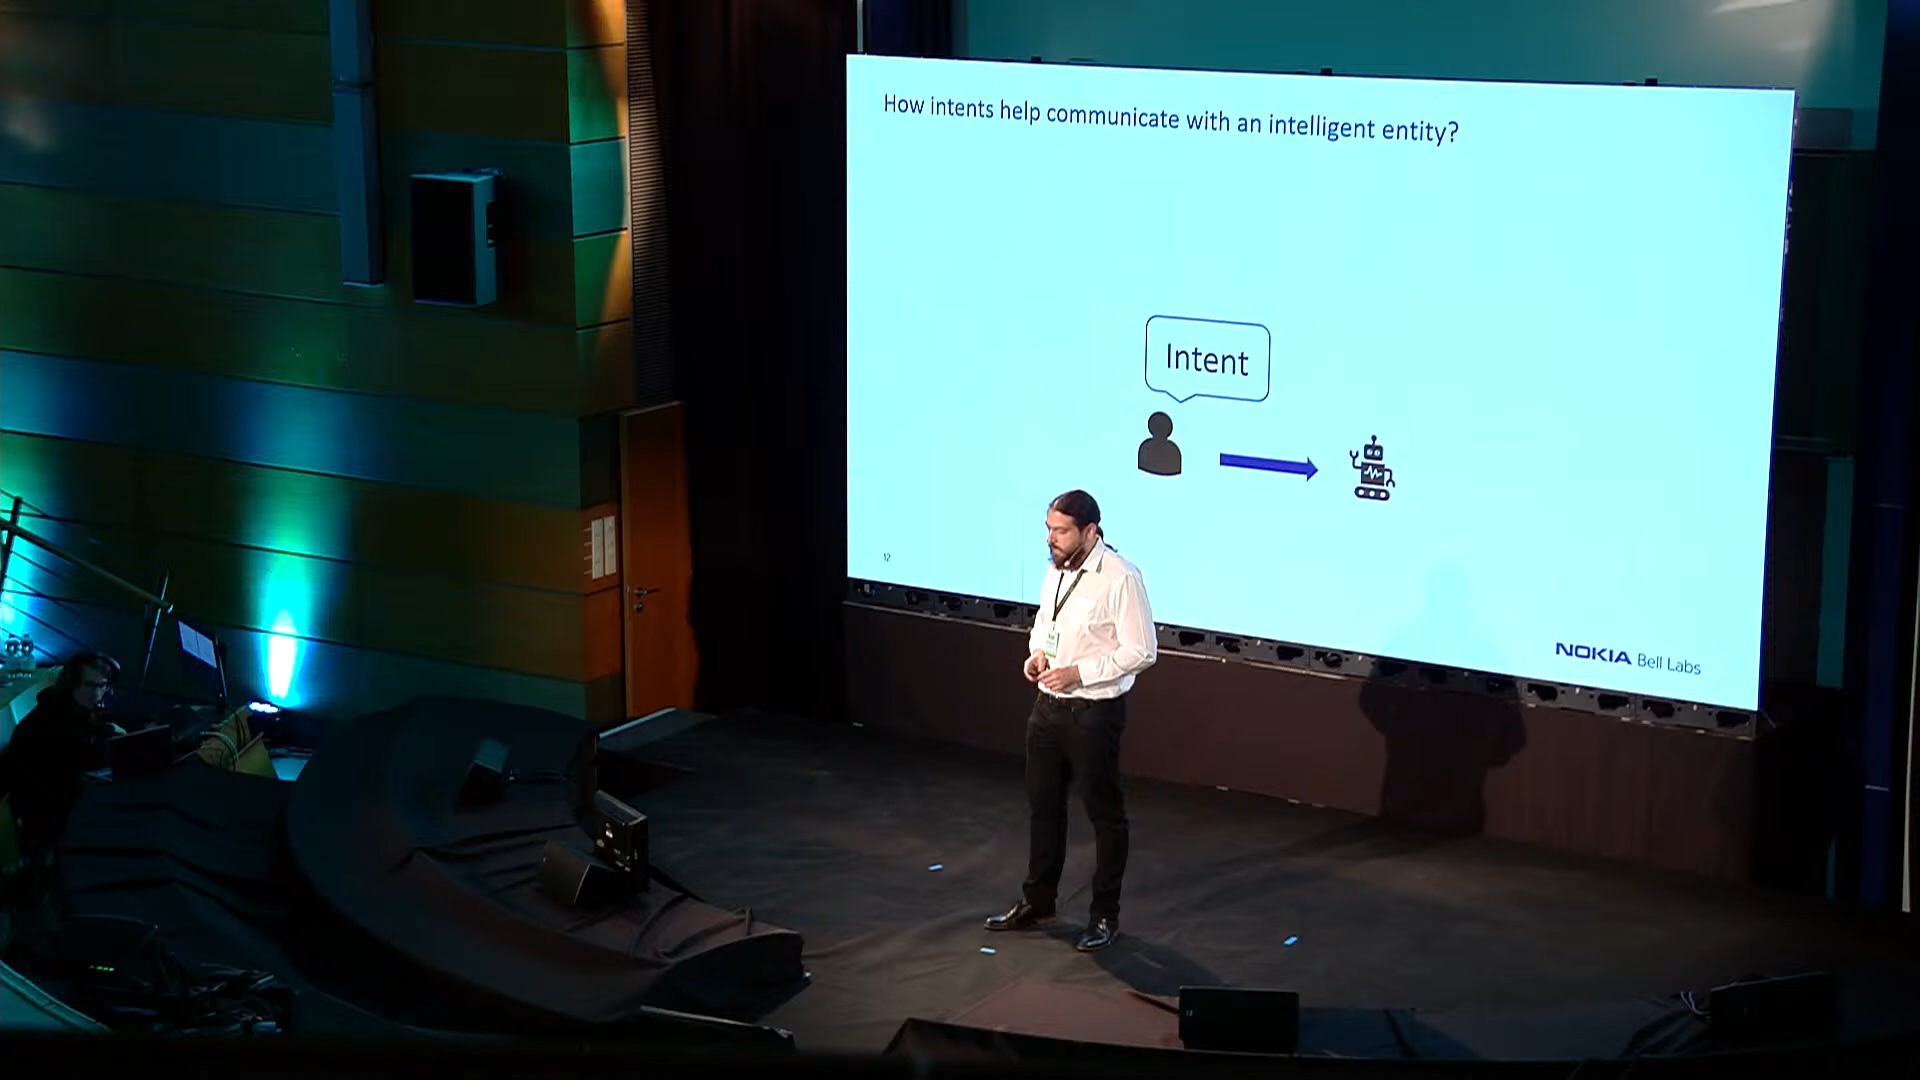 How intents help communicate with an intelligent entity?
Intent
12
NOKIA Bell Labs